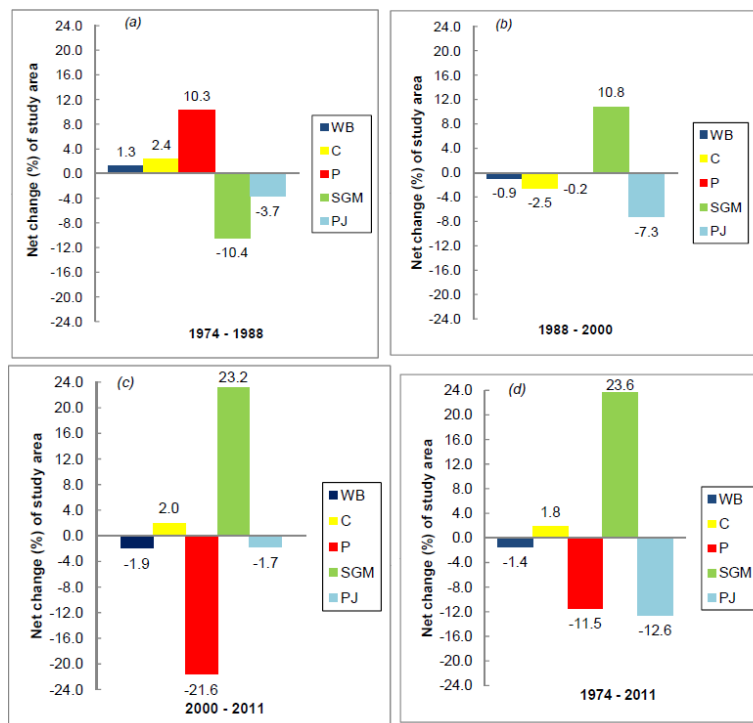 (a)
Net change (%) of study area
24.0
20.0
16.0
12.0
8.0
4.0
0.0
-4.0
-8.0
-12.0
-16.0
-20.0
-24.0
1.3
2.4
10.3
-10.4
-3.7
WB
C
P
SGM
PJ
1974 - 1988
(b)
Net change (%) of study area
24.0
20.0
16.0
12.0
8.0
4.0
0.0
-4.0
-8.0
-12.0
-16.0
-20.0
-24.0
-0.9
-2.5
-0.2
10.8
-7.3
WB
C
P
SGM
PJ
1988 - 2000
(c)
Net change (%) of study area
24.0
20.0
16.0
12.0
8.0
4.0
0.0
-4.0
-8.0
-12.0
-16.0
-20.0
-24.0
-1.9
2.0
-21.6
23.2
-1.7
WB
C
P
SGM
PJ
2000 - 2011
(d)
Net change (%) of study area
24.0
20.0
16.0
12.0
8.0
4.0
0.0
-4.0
-8.0
-12.0
-16.0
-20.0
-24.0
-1.4
1.8
-11.5
23.6
-12.6
WB
C
P
SGM
PJ
1974 - 2011